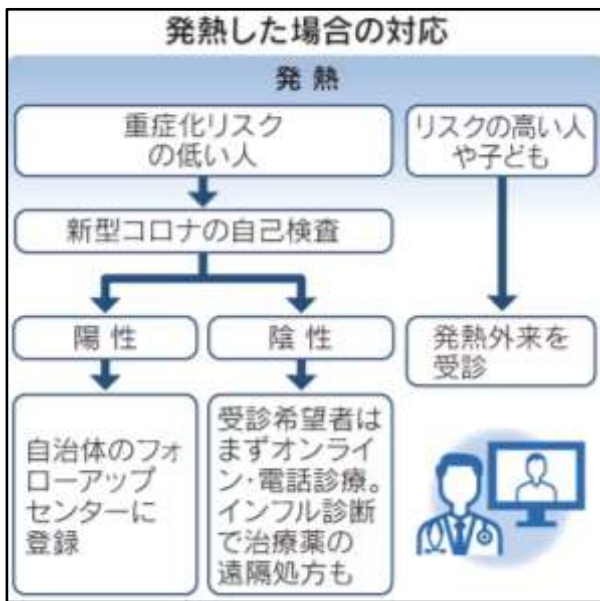 発熱した場合の対応
発熱
重症化リスク
の低い人
リスクの高い人
や子ども
新型コロナの自己検査
陽性
陰性
発熱外来を
受診
自治体のフォ
ローアップ
センターに
登録
受診希望者は
まずオンライ
ン・電話診療。
インフル診断
で治療薬の
遠隔処方も